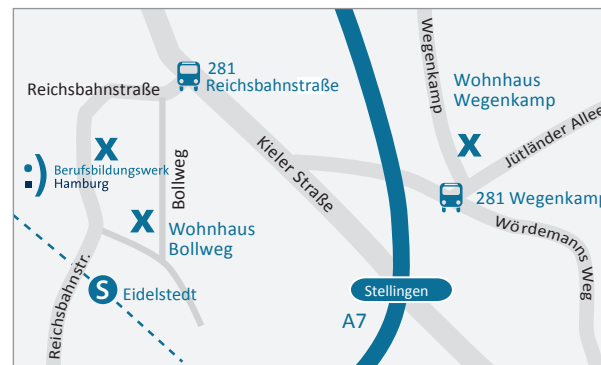 281
Reichsbahnstraße
Reichsbahnstraße
Wegenkamp
Wohnhaus
Wegenkamp
Jütländer Allee
X
X
Berufsbildungswerk
Hamburg
Bollweg
Kieler Straße
X
Wohnhaus
Bollweg
281 Wegenkamp
Wördemanns Weg
S
Eidelstedt
Stellingen
A7
Reichsbahnstr.